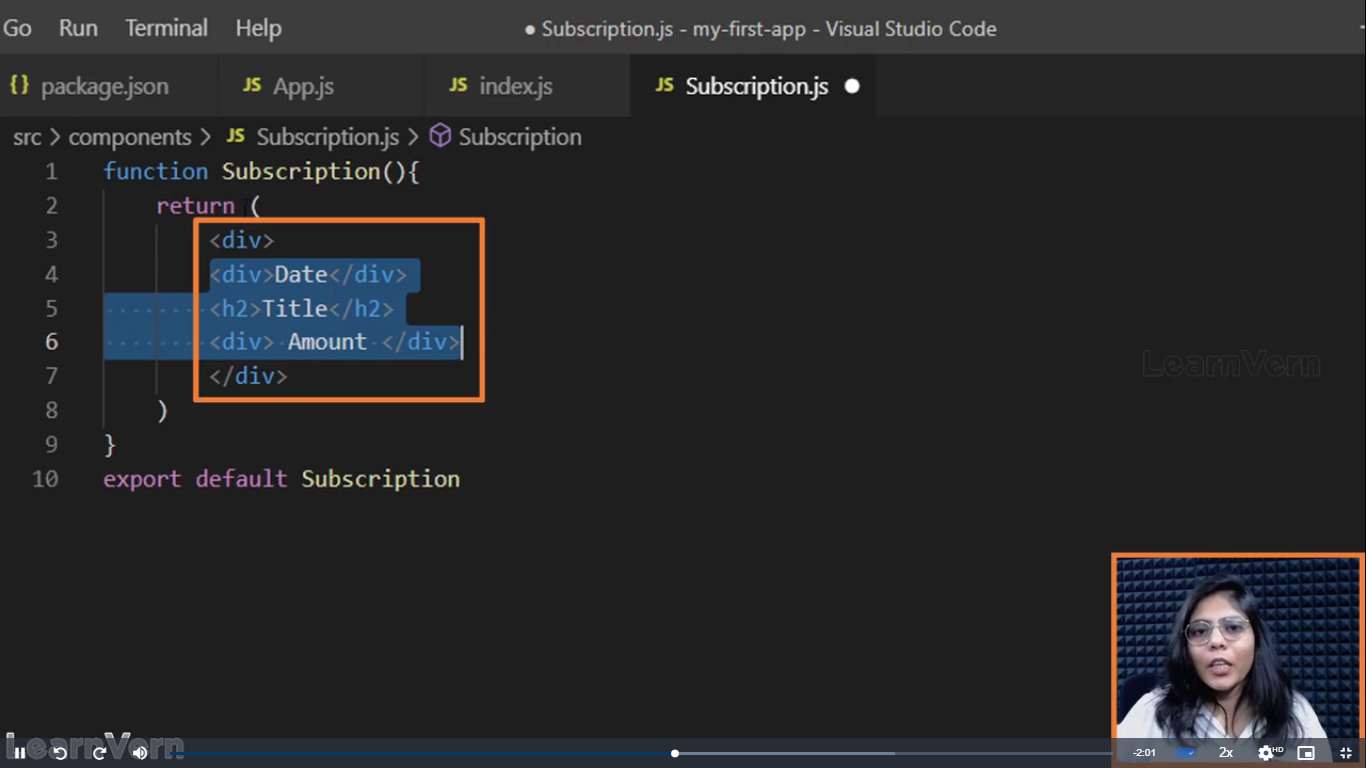 Go Run Terminal Help ● Subscription.js - my-first-app - Visual Studio Code
{} package.json JS App.js JS index.js JS Subscription.js ●
src > components > JS Subscription.js > Subscription
1 function Subscription(){
2 return (
3 <div>
4 <div>Date</div>
5 <h2>Title</h2>
6 <div> Amount </div>
7 </div>
8 )
9 }
10 export default Subscription
LearnVern
LearnVern
-2:01 2x HD